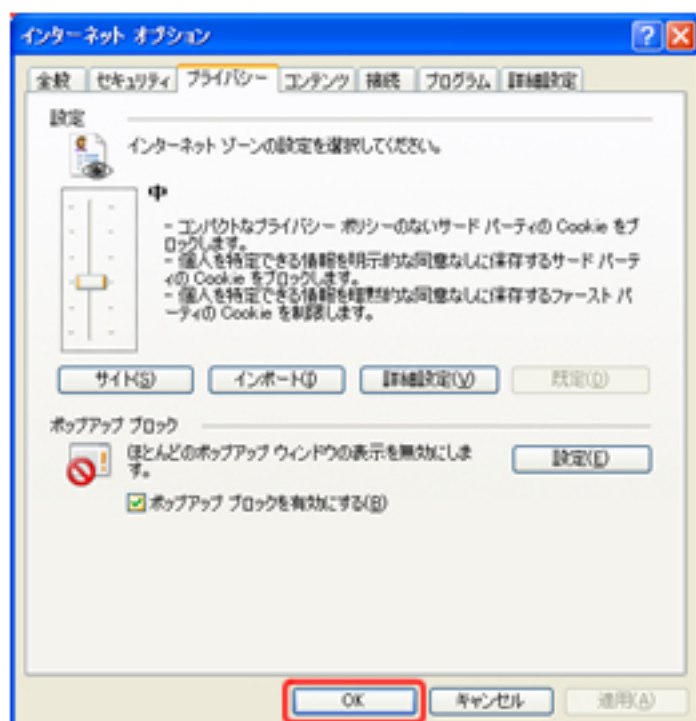 インターネット オプション
全般 セキュリティ プライバシー コンテンツ 接続 プログラム 詳細設定
設定
インターネット ゾーンの設定を選択してください。
中
- コンパクトなプライバシー ポリシーのないサード パーティの Cookie をブ
ロックします。
- 個人を特定できる情報を明示的な同意なしに保存するサード パーテ
ィの Cookie をブロックします。
- 個人を特定できる情報を暗黙的な同意なしに保存するファースト パ
ーティの Cookie を制限します。
サイト(S) インポート(I) 詳細設定(V) 既定(D)
ポップアップ ブロック
ほとんどのポップアップ ウィンドウの表示を無効にしま
す。
設定(E)
ポップアップ ブロックを有効にする(B)
OK キャンセル 適用(A)